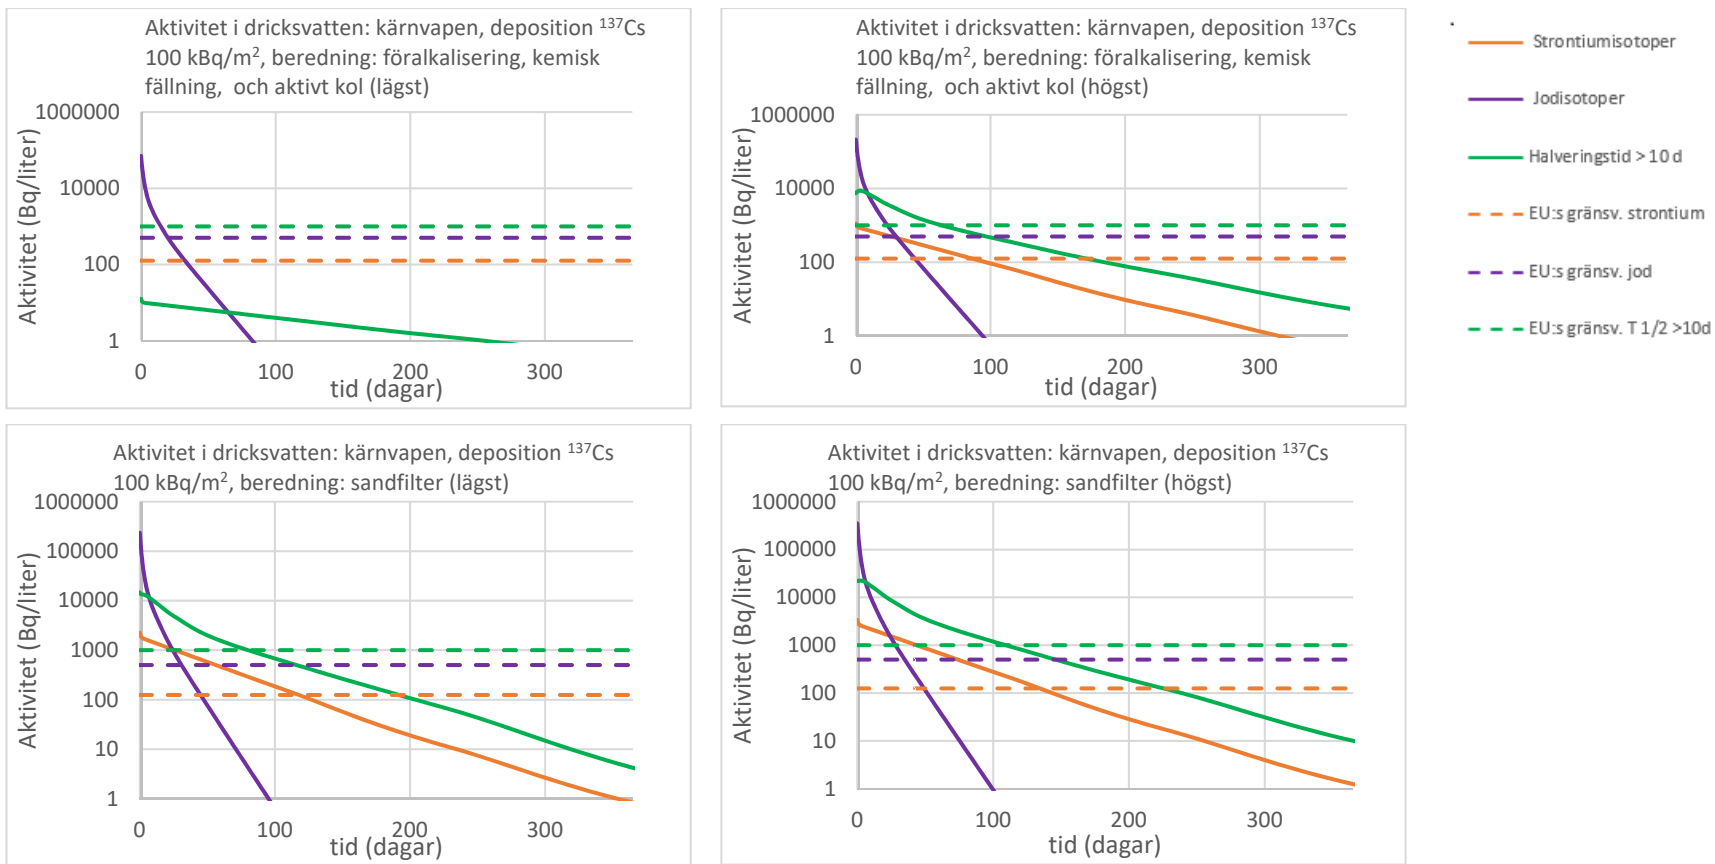 Aktivitet i dricksvatten: kärnvapen, deposition ¹³⁷Cs
100 kBq/m², beredning: föralkalisering, kemisk
fällning,  och aktivt kol (lägst)
1000000
10000
100
1
Aktivitet (Bq/liter)
0 100 200 300
tid (dagar)
Aktivitet i dricksvatten: kärnvapen, deposition ¹³⁷Cs
100 kBq/m², beredning: föralkalisering, kemisk
fällning,  och aktivt kol (högst)
1000000
10000
100
1
Aktivitet (Bq/liter)
0 100 200 300
tid (dagar)
Strontiumisotoper
Jodisotoper
Halveringstid > 10 d
EU:s gränsv. strontium
EU:s gränsv. jod
EU:s gränsv. T 1/2 >10d
Aktivitet i dricksvatten: kärnvapen, deposition ¹³⁷Cs
100 kBq/m², beredning: sandfilter (lägst)
1000000
100000
10000
1000
100
10
1
Aktivitet (Bq/liter)
0 100 200 300
tid (dagar)
Aktivitet i dricksvatten: kärnvapen, deposition ¹³⁷Cs
100 kBq/m², beredning: sandfilter (högst)
1000000
100000
10000
1000
100
10
1
Aktivitet (Bq/liter)
0 100 200 300
tid (dagar)